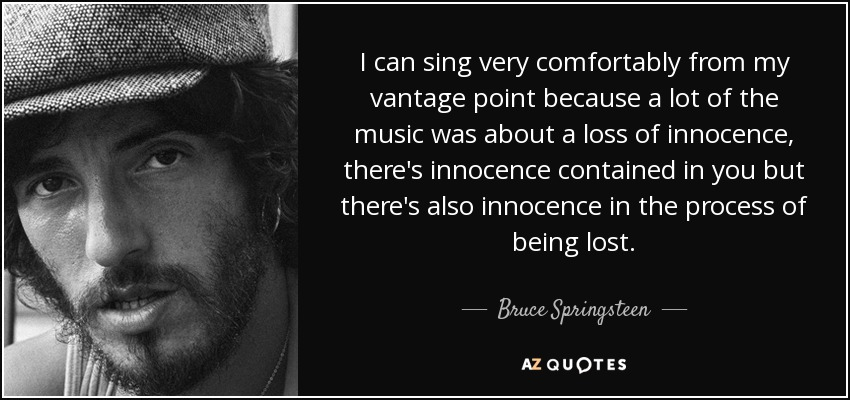 I can sing very comfortably from my
vantage point because a lot of the
music was about a loss of innocence,
there's innocence contained in you but
there's also innocence in the process of
being lost.
Bruce Springsteen
AZ QUOTES